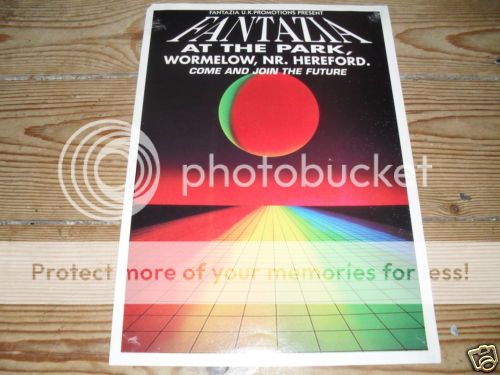 FANTAZIA U.K. PROMOTIONS PRESENT
FANTAZIA
AT THE PARK,
WORMELOW, NR. HEREFORD.
COME AND JOIN THE FUTURE
photobucket
Protect more of your memories for less!